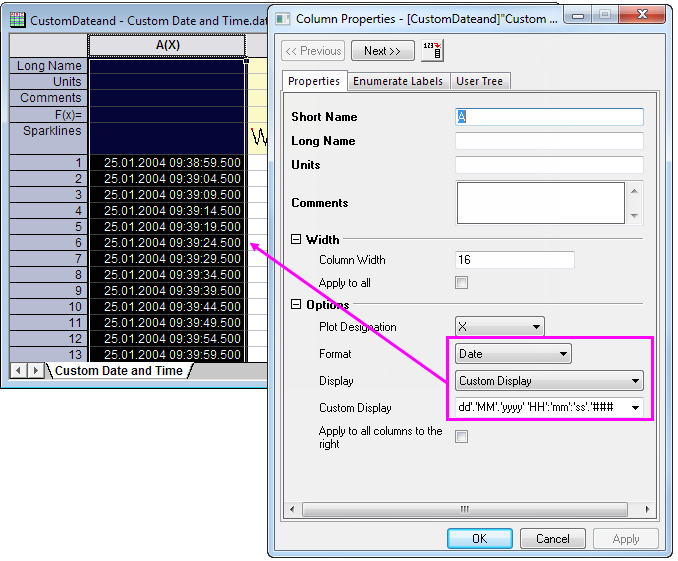 CustomDateand - Custom Date and Time.dat
A(X)
Long Name
Units
Comments
F(x)=
Sparklines
1 25.01.2004 09:38:59.500
2 25.01.2004 09:39:04.500
3 25.01.2004 09:39:09.500
4 25.01.2004 09:39:14.500
5 25.01.2004 09:39:19.500
6 25.01.2004 09:39:24.500
7 25.01.2004 09:39:29.500
8 25.01.2004 09:39:34.500
9 25.01.2004 09:39:39.500
10 25.01.2004 09:39:44.500
11 25.01.2004 09:39:49.500
12 25.01.2004 09:39:54.500
13 25.01.2004 09:39:59.500
Custom Date and Time
Column Properties - [CustomDateand]"Custom ...
<< Previous Next >> 123
Properties Enumerate Labels User Tree
Short Name A
Long Name
Units
Comments
Width
Column Width 16
Apply to all
Options
Plot Designation X
Format Date
Display Custom Display
Custom Display dd'.'MM'.'yyyy' 'HH':'mm':'ss'.'###
Apply to all columns to the
right
OK Cancel Apply